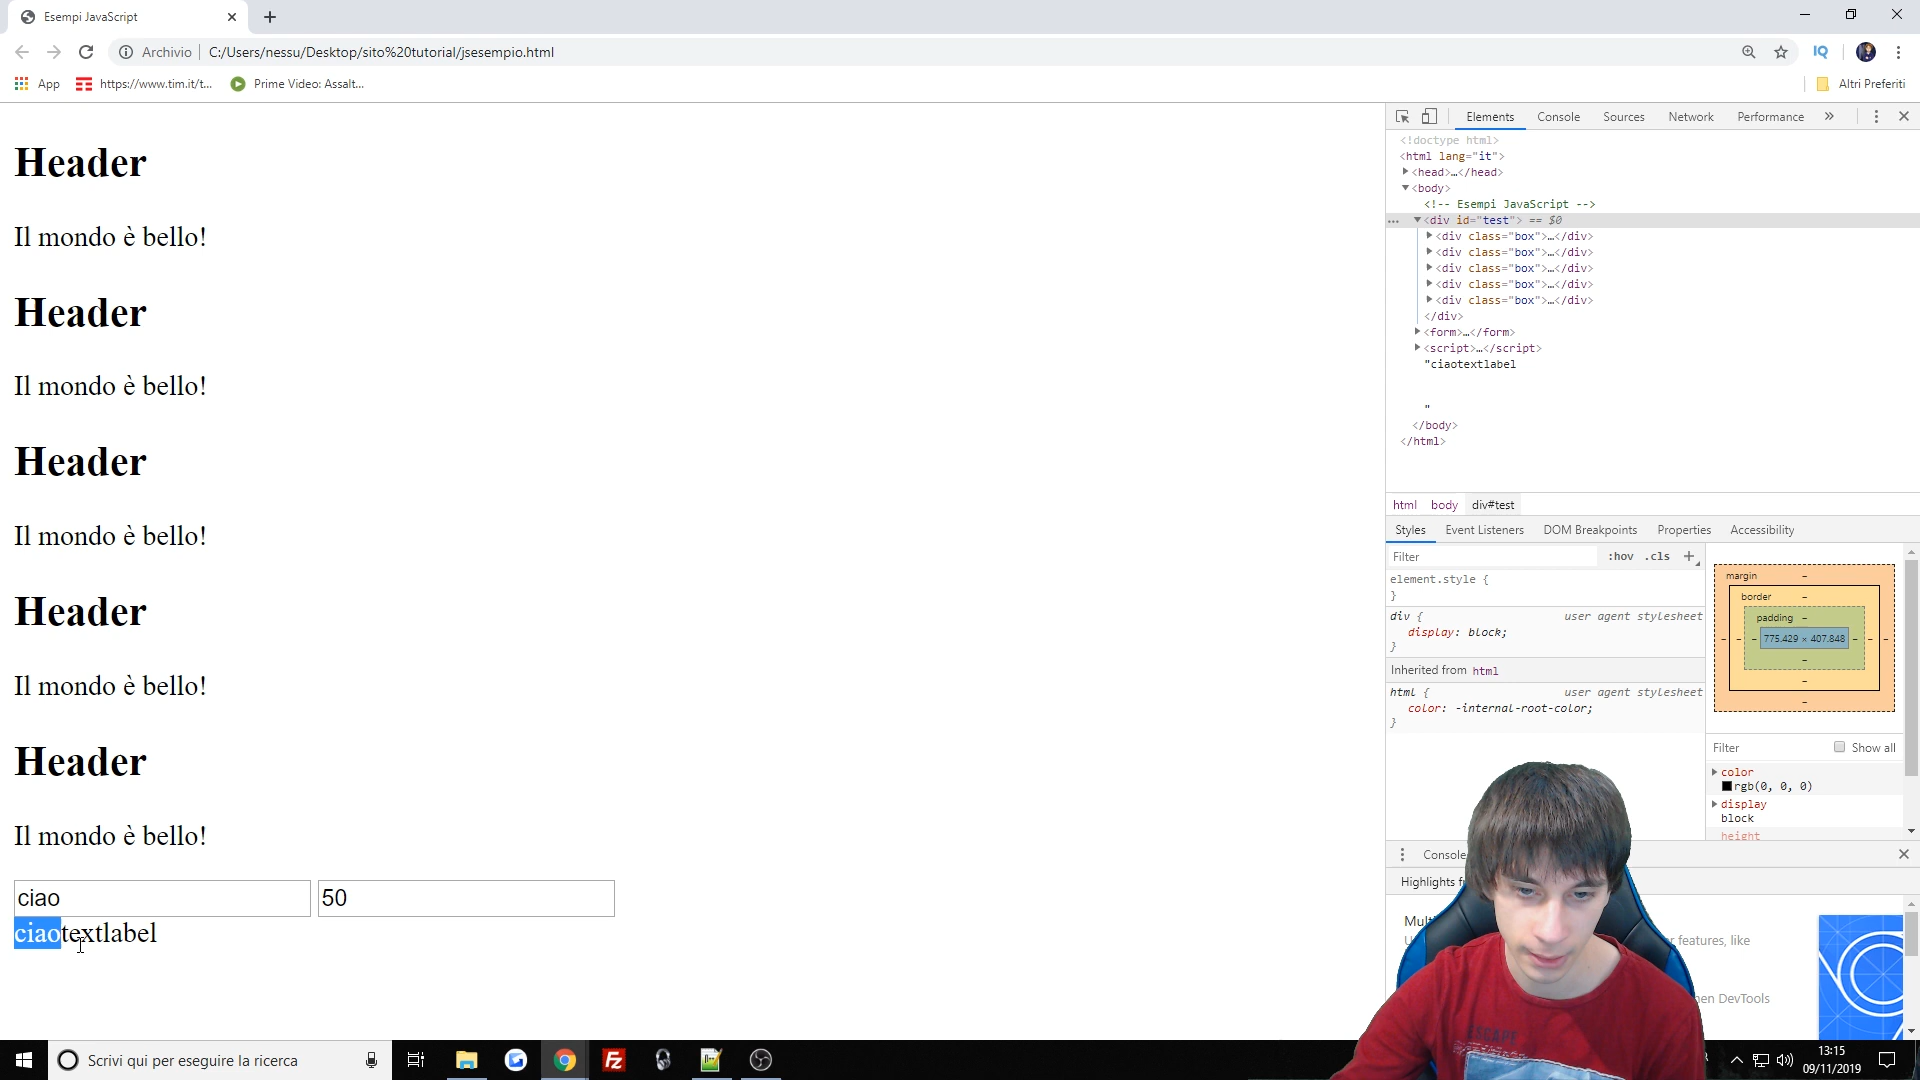 Esempi JavaScript
Archivio
C:/Users/nessu/Desktop/sito%20tutorial/jsesempio.html
App
https://www.tim.it/t...
Prime Video: Assalt...
Altri Preferiti
Header
Il mondo è bello!
Header
Il mondo è bello!
Header
Il mondo è bello!
Header
Il mondo è bello!
Header
Il mondo è bello!
ciao
50
ciaotextlabel
Elements
Console
Sources
Network
Performance
<!doctype html>
<html lang="it">
<head>…</head>
<body>
<!-- Esempi JavaScript -->
… <div id="test"> == $0
<div class="box">…</div>
<div class="box">…</div>
<div class="box">…</div>
<div class="box">…</div>
<div class="box">…</div>
</div>
<form>…</form>
<script>…</script>
"ciaotextlabel
"
</body>
</html>
html
body
div#test
Styles
Event Listeners
DOM Breakpoints
Properties
Accessibility
Filter
:hov
.cls
element.style {
}
div {
user agent stylesheet
display: block;
}
Inherited from html
html {
user agent stylesheet
color: -internal-root-color;
}
margin
border
padding
775.429 × 407.848
Filter
Show all
color
rgb(0, 0, 0)
display
block
height
Console
Highlights
features, like
DevTools
ESCAPE
Scrivi qui per eseguire la ricerca
13:15
09/11/2019